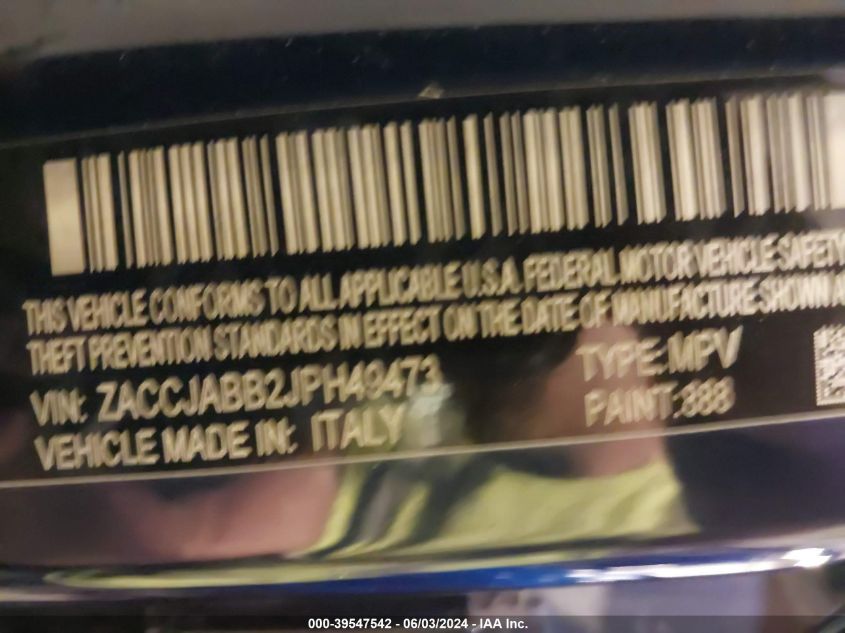 THIS VEHICLE CONFORMS TO ALL APPLICABLE U.S.A. FEDERAL MOTOR VEHICLE SAFETY
THEFT PREVENTION STANDARDS IN EFFECT ON THE DATE OF MANUFACTURE SHOWN
VIN: ZACCJABB2JPH49473 TYPE: MPV
VEHICLE MADE IN: ITALY PAINT: 388
000-39547542 - 06/03/2024 - IAA Inc.